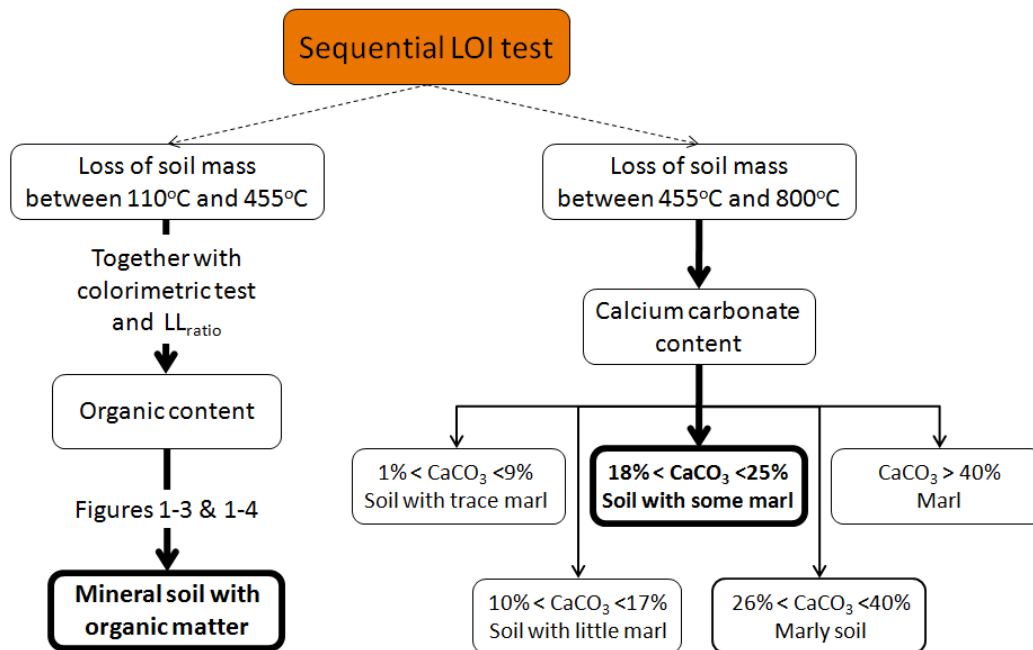 Sequential LOI test
Loss of soil mass
between 110°C and 455°C
Together with
colorimetric test
and LLratio
Organic content
Figures 1-3 & 1-4
Mineral soil with
organic matter
Loss of soil mass
between 455°C and 800°C
Calcium carbonate
content
1% < CaCO₃ <9%
Soil with trace marl
18% < CaCO₃ <25%
Soil with some marl
CaCO₃ > 40%
Marl
10% < CaCO₃ <17%
Soil with little marl
26% < CaCO₃ <40%
Marly soil